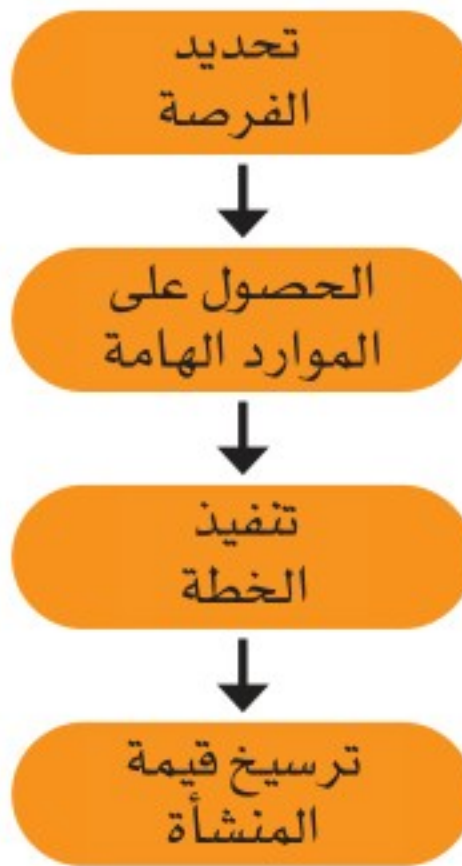 تحديد
الفرصة
الحصول على
الموارد الهامة
تنفيذ
الخطة
ترسيخ قيمة
المنشأة